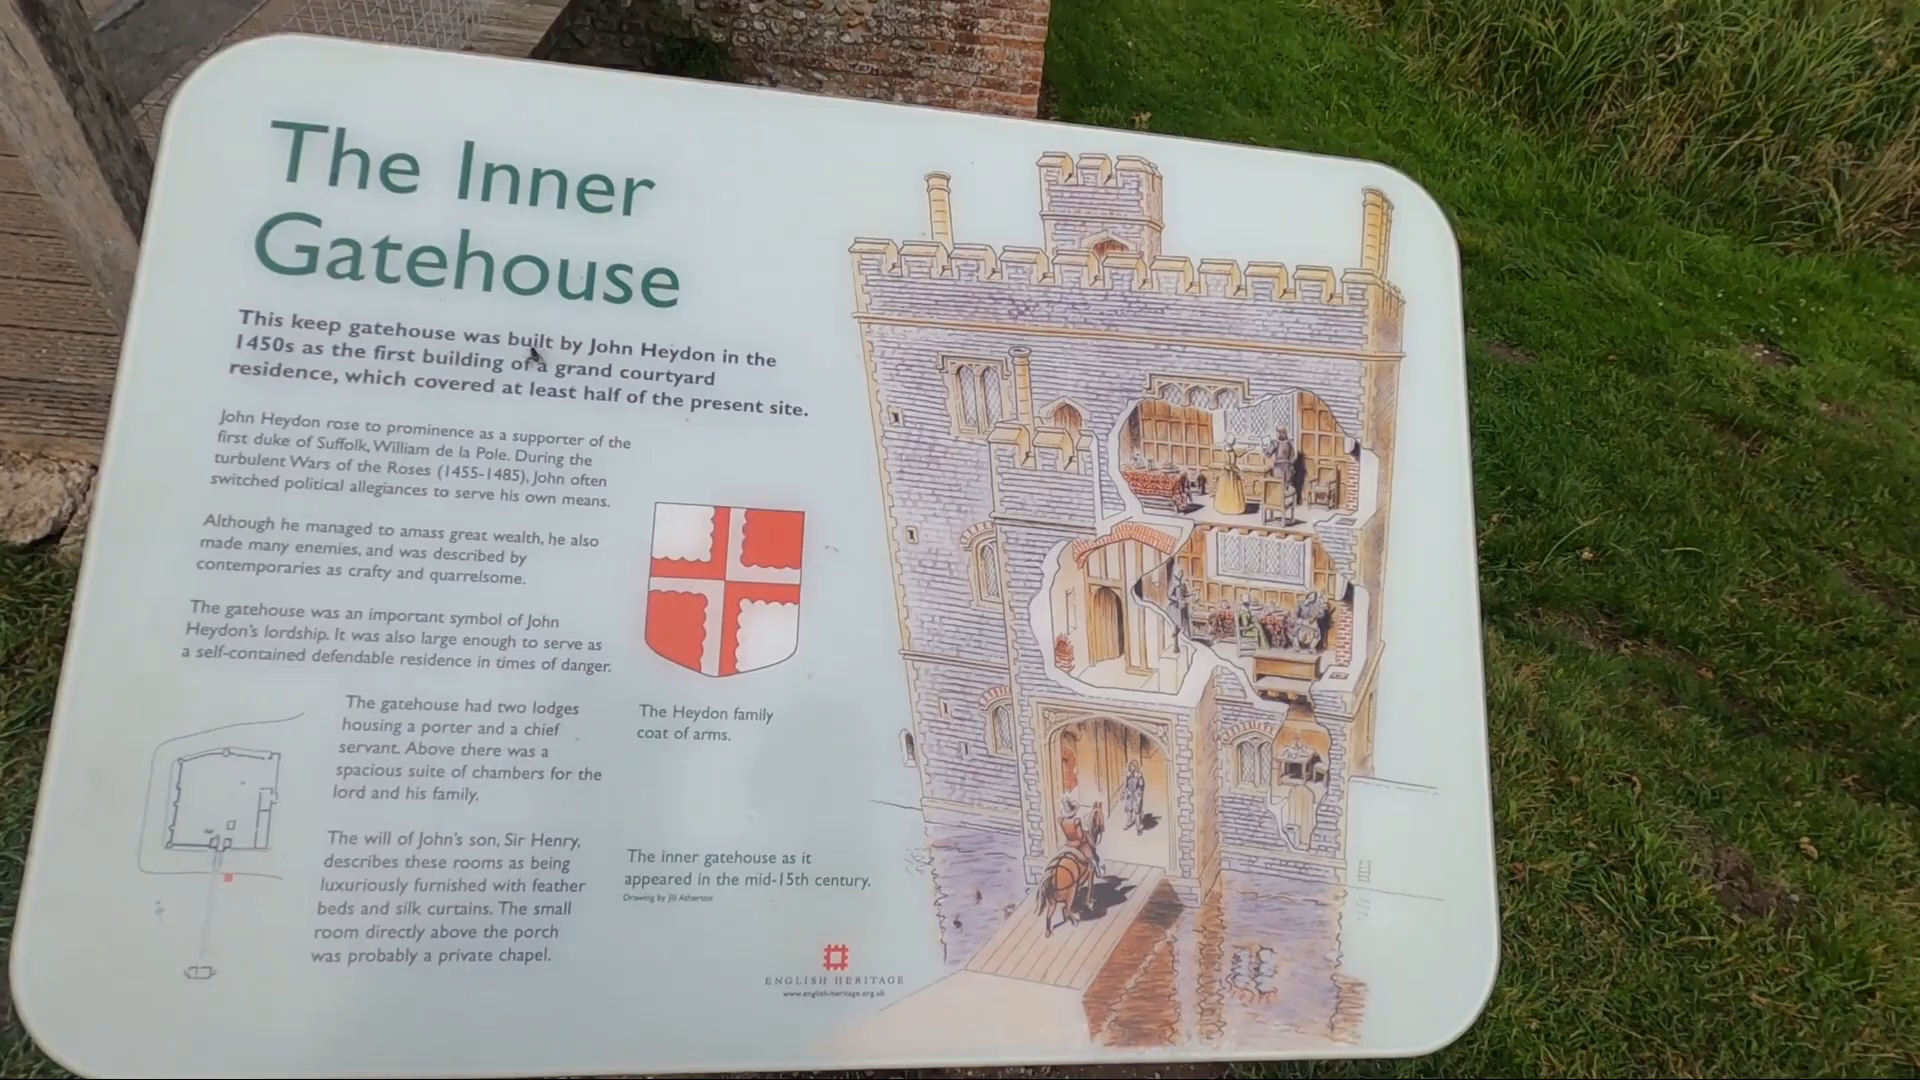 The Inner
Gatehouse
This keep gatehouse was built by John Heydon in the
1450s as the first building of a grand courtyard
residence, which covered at least half of the present site.
John Heydon rose to prominence as a supporter of the
first duke of Suffolk, William de la Pole. During the
turbulent Wars of the Roses (1455-1485), John often
switched political allegiances to serve his own means.
Although he managed to amass great wealth, he also
made many enemies, and was described by
contemporaries as crafty and quarrelsome.
The gatehouse was an important symbol of John
Heydon's lordship. It was also large enough to serve as
a self-contained defendable residence in times of danger.
The gatehouse had two lodges
housing a porter and a chief
servant. Above there was a
spacious suite of chambers for the
lord and his family.
The will of John's son, Sir Henry,
describes these rooms as being
luxuriously furnished with feather
beds and silk curtains. The small
room directly above the porch
was probably a private chapel.
The Heydon family
coat of arms.
The inner gatehouse as it
appeared in the mid-15th century.
Drawing by Jill Atherton
ENGLISH HERITAGE
www.english-heritage.org.uk